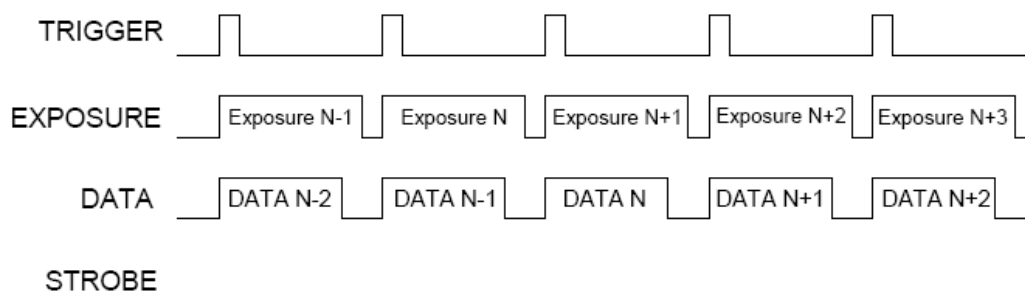 TRIGGER
EXPOSURE Exposure N-1 Exposure N Exposure N+1 Exposure N+2 Exposure N+3
DATA DATA N-2 DATA N-1 DATA N DATA N+1 DATA N+2
STROBE